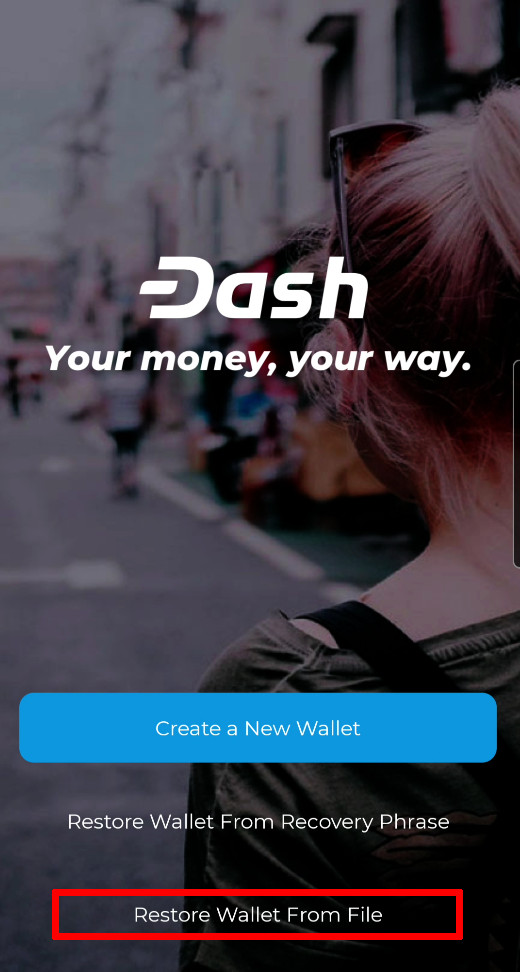 Dash
Your money, your way.
Create a New Wallet
Restore Wallet From Recovery Phrase
Restore Wallet From File